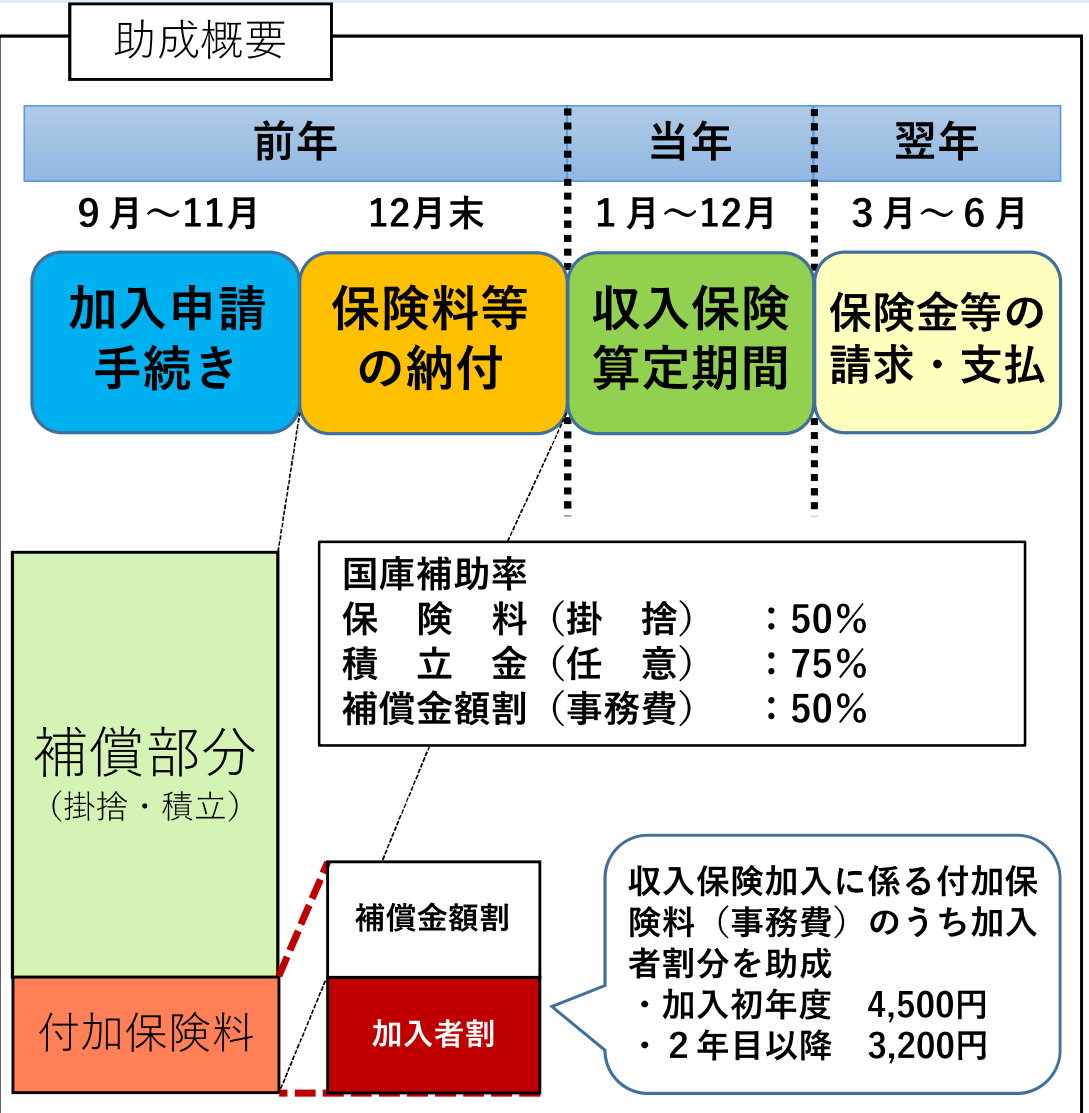 助成概要
前年
当年
翌年
９月～11月
12月末
１月～12月
３月～６月
加入申請
手続き
保険料等
の納付
収入保険
算定期間
保険金等の
請求・支払
国庫補助率
保　険　料（掛　捨）　　：50％
積　立　金（任　意）　　：75％
補償金額割（事務費）　　：50％
補償部分
（掛捨・積立）
付加保険料
補償金額割
加入者割
収入保険加入に係る付加保
険料（事務費）のうち加入
者割分を助成
・加入初年度　4,500円
・２年目以降　3,200円